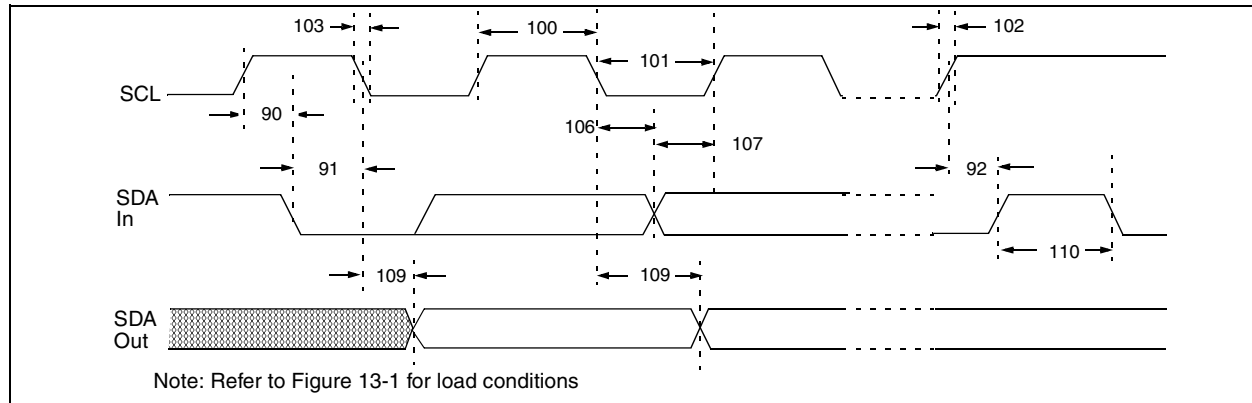 103
100
102
101
SCL
90
106
107
91
92
SDA
In
110
109
109
SDA
Out
Note: Refer to Figure 13-1 for load conditions